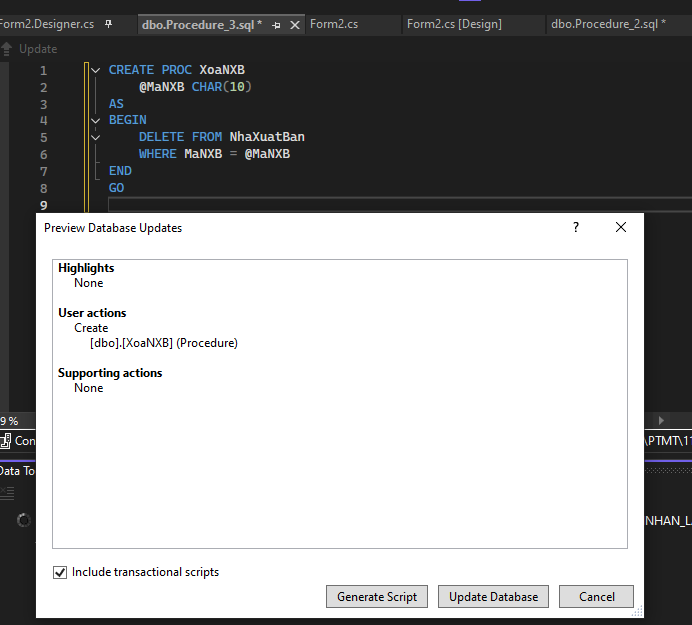 Form2.Designer.cs
dbo.Procedure_3.sql *
Form2.cs
Form2.cs [Design]
dbo.Procedure_2.sql *
Update
1 CREATE PROC XoaNXB
2 @MaNXB CHAR(10)
3 AS
4 BEGIN
5 DELETE FROM NhaXuatBan
6 WHERE MaNXB = @MaNXB
7 END
8 GO
9
Preview Database Updates ?
Highlights
None
User actions
Create
[dbo].[XoaNXB] (Procedure)
Supporting actions
None
9 %
Con
\PTMT\1
Data To
NHAN_L
Include transactional scripts
Generate Script
Update Database
Cancel